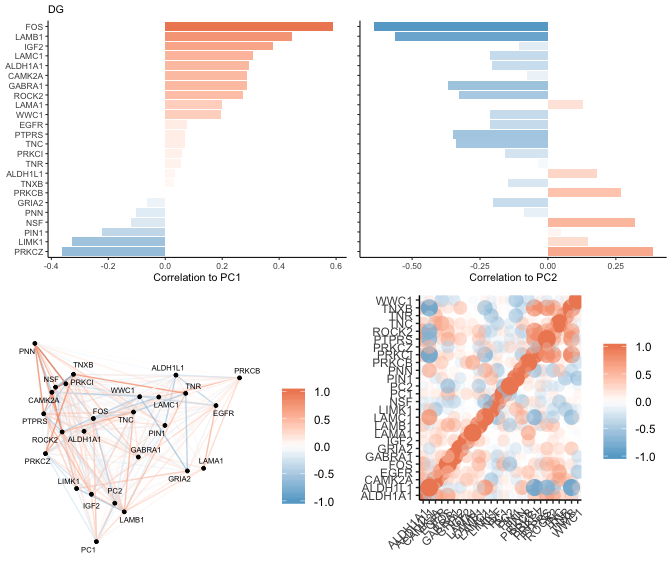 DG
FOS
LAMB1
IGF2
LAMC1
ALDH1A1
CAMK2A
GABRA1
ROCK2
LAMA1
WWC1
EGFR
PTPRS
TNC
PRKCI
TNR
ALDH1L1
TNXB
PRKCB
GRIA2
PNN
NSF
PIN1
LIMK1
PRKCZ
-0.4 -0.2 0.0 0.2 0.4 0.6
Correlation to PC1
-0.50 -0.25 0.00 0.25
Correlation to PC2
PNN
TNXB
NSF
PRKCI
CAMK2A
PTPRS
ROCK2
ALDH1A1
FOS
PRKCZ
ALDH1L1
PRKCB
WWC1
TNR
LAMC1
EGFR
TNC
PIN1
GABRA1
LAMA1
GRIA2
LIMK1
IGF2
PC2
LAMB1
PC1
1.0
0.5
0.0
-0.5
-1.0
WWC1
TNXB
TNR
TNC
ROCK2
PTPRS
PRKCZ
PRKCI
PRKCB
PNN
PIN1
PC2
PC1
NSF
LIMK1
LAMC1
LAMB1
LAMA1
IGF2
GRIA2
GABRA1
FOS
EGFR
CAMK2A
ALDH1L1
ALDH1A1
WWC1
1.0
0.5
0.0
-0.5
-1.0